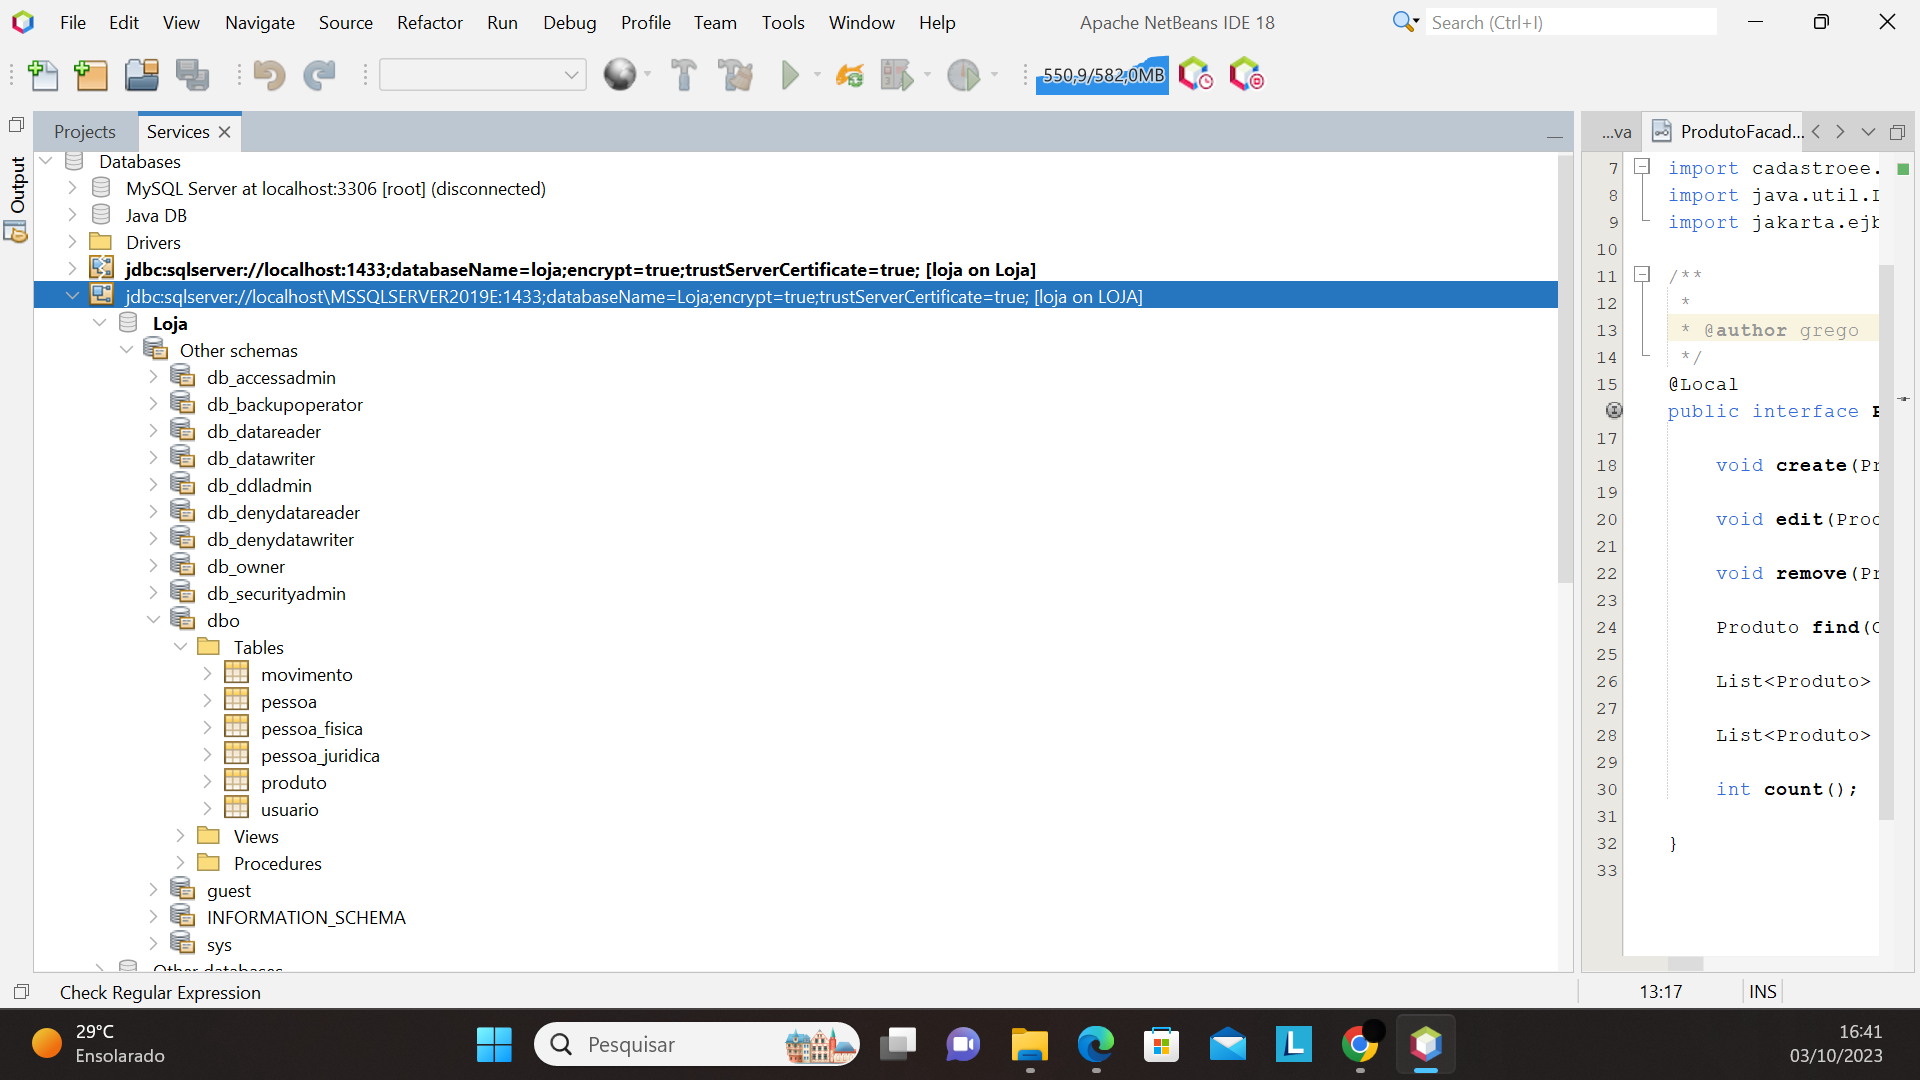 File Edit View Navigate Source Refactor Run Debug Profile Team Tools Window Help
Apache NetBeans IDE 18
Search (Ctrl+I)
550,9/582,0MB
Output
Projects
Services
Databases
MySQL Server at localhost:3306 [root] (disconnected)
Java DB
Drivers
jdbc:sqlserver://localhost:1433;databaseName=loja;encrypt=true;trustServerCertificate=true; [loja on Loja]
jdbc:sqlserver://localhost\MSSQLSERVER2019E:1433;databaseName=Loja;encrypt=true;trustServerCertificate=true; [loja on LOJA]
Loja
Other schemas
db_accessadmin
db_backupoperator
db_datareader
db_datawriter
db_ddladmin
db_denydatareader
db_denydatawriter
db_owner
db_securityadmin
dbo
Tables
movimento
pessoa
pessoa_fisica
pessoa_juridica
produto
usuario
Views
Procedures
guest
INFORMATION_SCHEMA
sys
Other databases
...va
ProdutoFacad...
7 import cadastroee.
8 import java.util.
9 import jakarta.ejb
10
11 /**
12 *
13 * @author grego
14 */
15 @Local
public interface
17
18 void create(Pr
19
20 void edit(Proc
21
22 void remove(Pr
23
24 Produto find(
25
26 List<Produto>
27
28 List<Produto>
29
30 int count();
31
32 }
33
Check Regular Expression
13:17
INS
29°C
Ensolarado
Pesquisar
L
16:41
03/10/2023